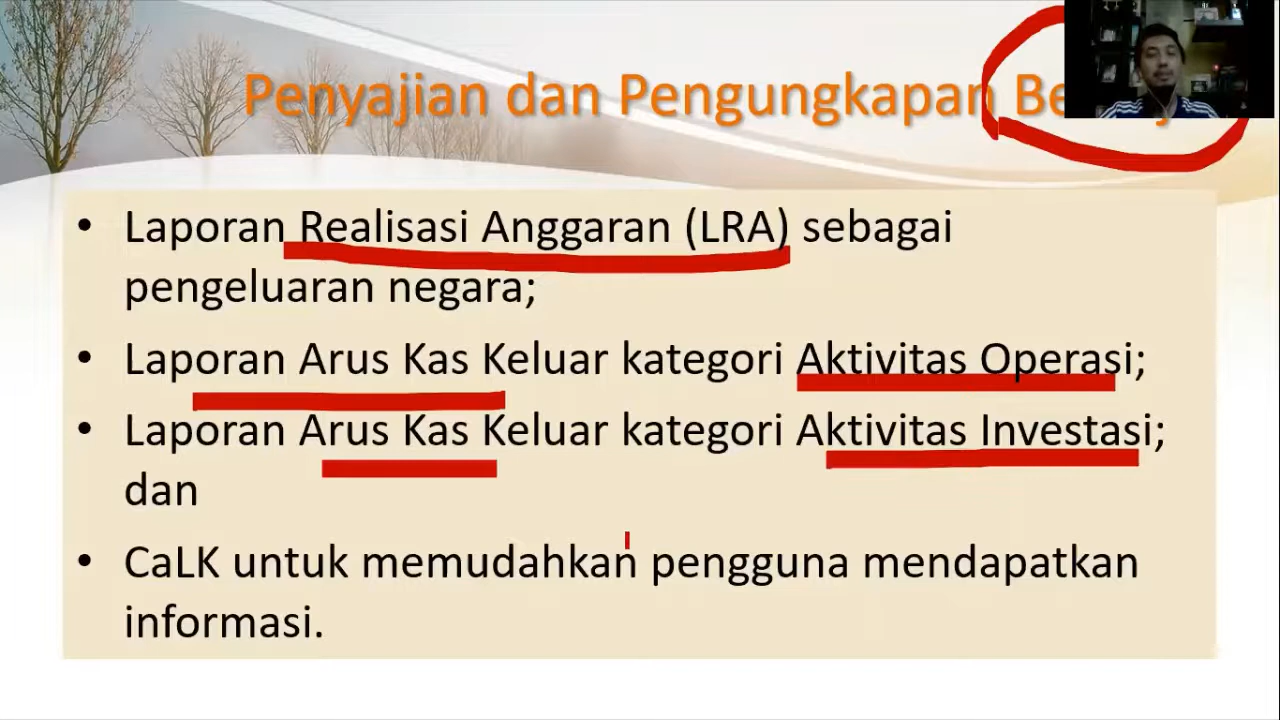 Penyajian dan Pengungkapan
Laporan Realisasi Anggaran (LRA) sebagai
pengeluaran negara;
Laporan Arus Kas Keluar kategori Aktivitas Operasi;
Laporan Arus Kas Keluar kategori Aktivitas Investasi;
dan
CaLK untuk memudahkan pengguna mendapatkan
informasi.